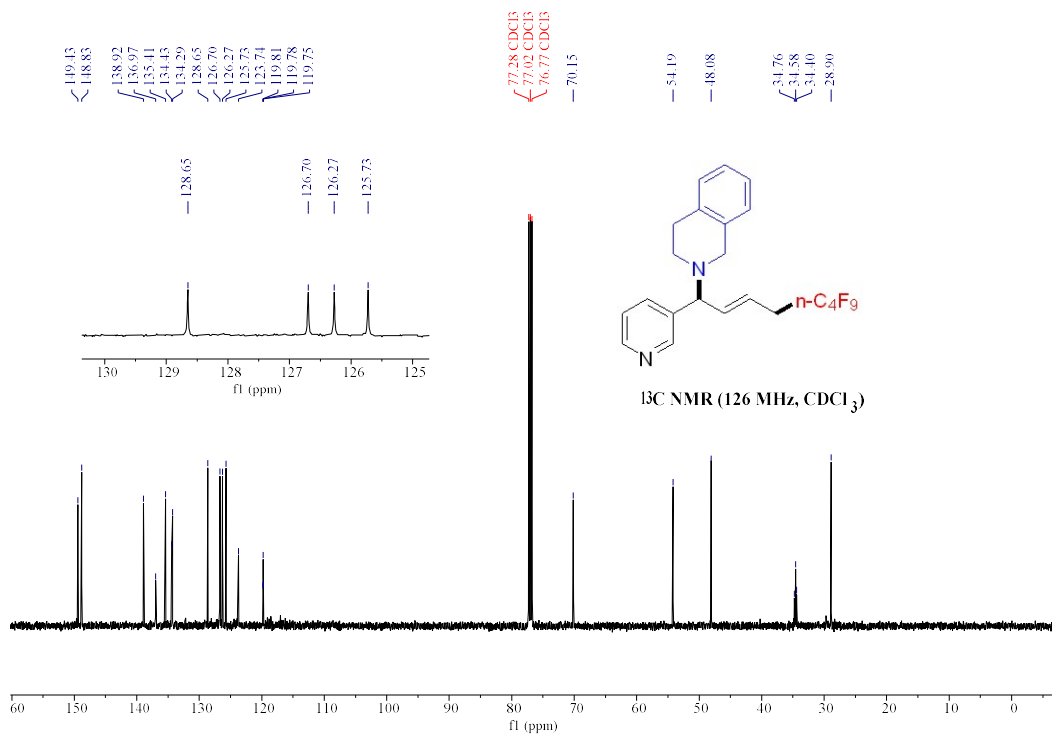 149.43
148.83
138.92
136.97
135.41
134.43
134.29
128.65
126.70
126.27
125.73
123.74
119.81
119.78
119.75
77.28 CDCl3
77.02 CDCl3
76.77 CDCl3
70.15
54.19
48.08
34.76
34.58
34.40
28.90
128.65
126.70
126.27
125.73
130 129 128 127 126 125
f1 (ppm)
N
n-C4F9
N
13C NMR (126 MHz, CDCl3)
60 150 140 130 120 110 100 90 80 70 60 50 40 30 20 10 0
f1 (ppm)